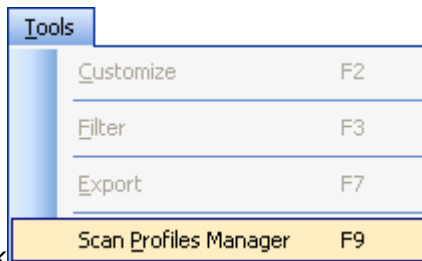 Tools
Customize F2
Filter F3
Export F7
Scan Profiles Manager F9